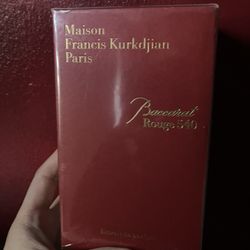 Maison
Francis Kurkdjian
Paris
Baccarat
Rouge 540